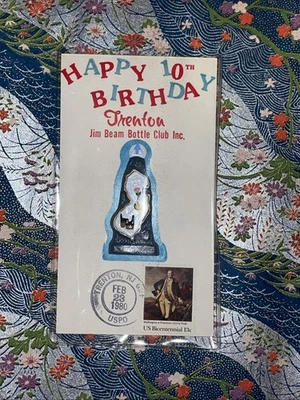 HAPPY 10TH
BIRTHDAY
Trenton
Jim Beam Bottle Club Inc.
TRENTON, NJ
FEB
23
1980
USPO
US Bicentennial 13c